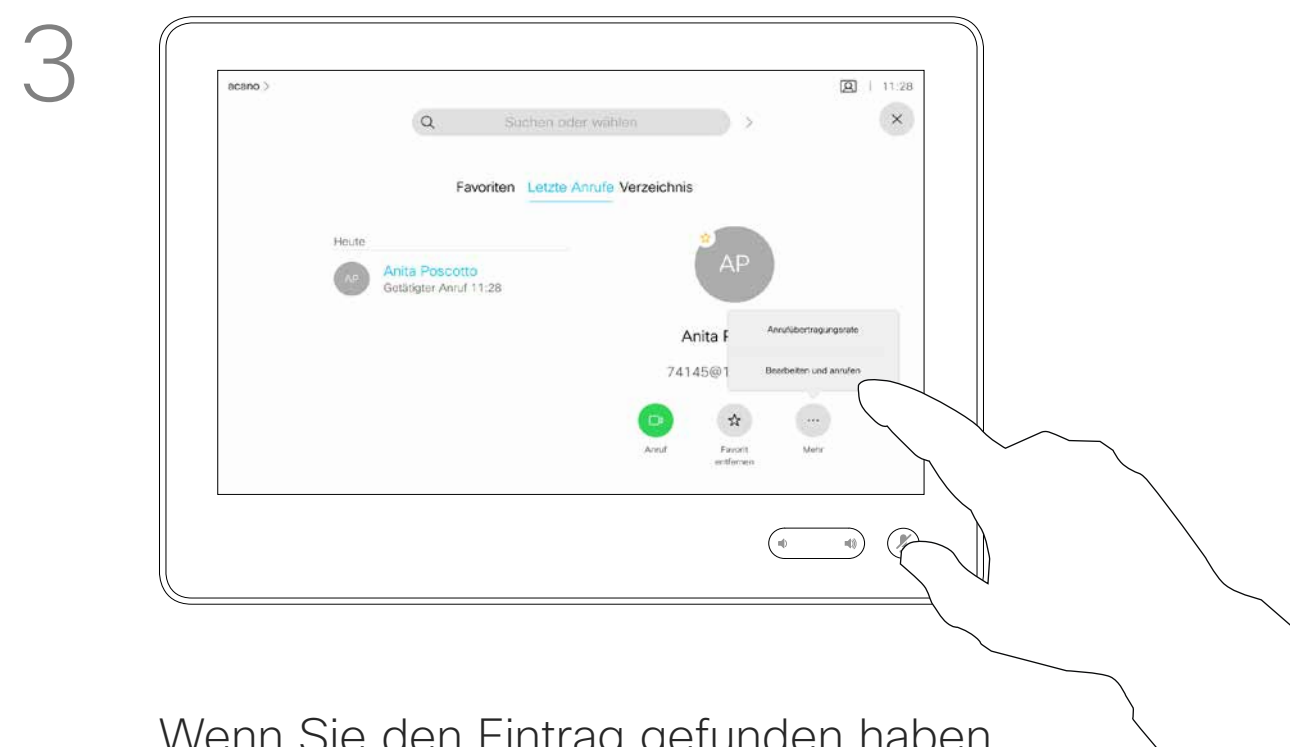 3
acano >
11:28
Suchen oder wählen
Favoriten Letzte Anrufe Verzeichnis
Heute
AP
Anita Poscotto
Getätigter Anruf 11:28
AP
Anita
74145@1
Anrufübertragungsrate
Bearbeiten und anrufen
Anruf
Favorit
entfernen
Mehr
Wenn Sie den Eintrag gefunden haben